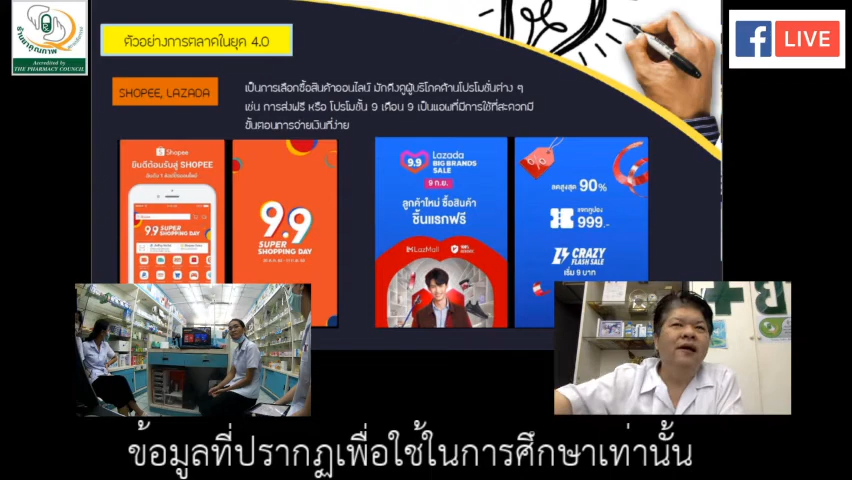 ร้านยาคุณภาพ
Accredited by
THE PHARMACY COUNCIL
ตัวอย่างการตลาดในยุค 4.0
LIVE
SHOPEE, LAZADA
เป็นการเลือกซื้อสินค้าออนไลน์ มักดึงดูผู้บริโภคด้านโปรโมชั่นต่าง ๆ
เช่น การส่งฟรี หรือ โปรโมชั่น 9 เดือน 9 เป็นแอพที่มีการใช้ที่สะดวกมี
ขั้นตอนการจ่ายเงินที่ง่าย
Shopee
ยินดีต้อนรับสู่ SHOPEE
9.9 SUPER
SHOPPING DAY
9.9
SUPER
SHOPPING DAY
9.9
Lazada
BIG BRANDS
SALE
9 ก.ย.
ลูกค้าใหม่ ซื้อสินค้า
ชิ้นแรกฟรี
LazMall
ลดสูงสุด 90%
แจกคูปอง
999.-
CRAZY
FLASH SALE
เริ่ม 9 บาท
ข้อมูลที่ปรากฏเพื่อใช้ในการศึกษาเท่านั้น